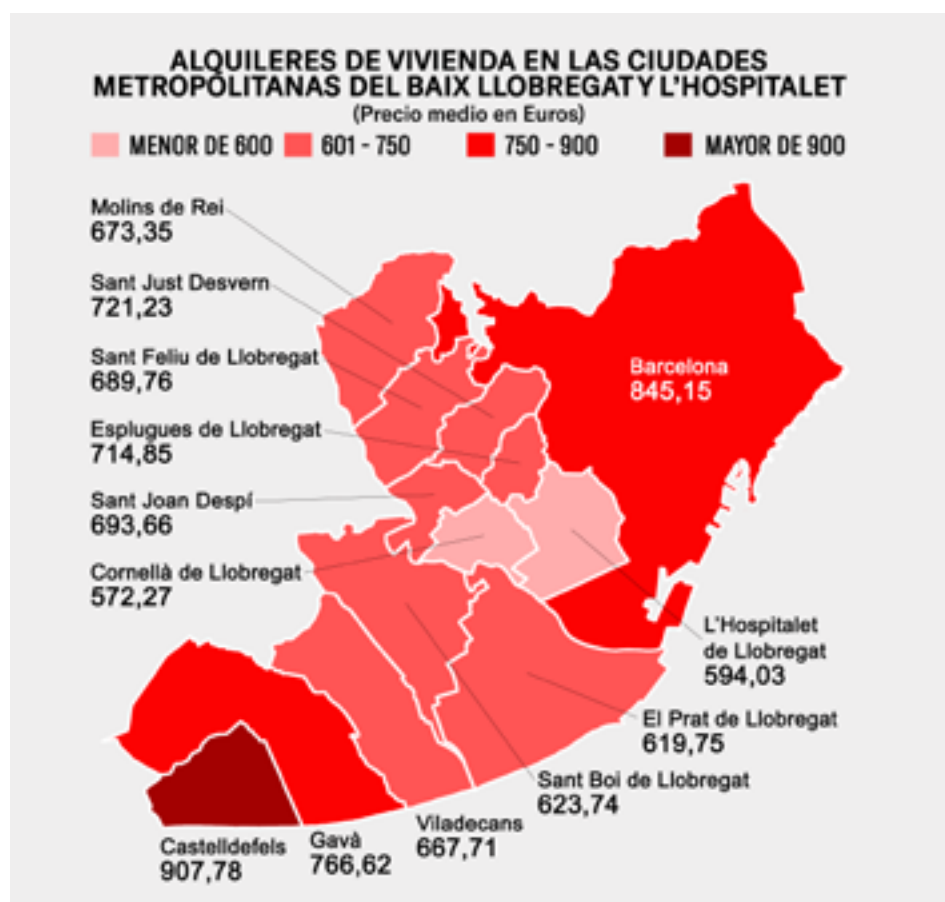 ALQUILERES DE VIVIENDA EN LAS CIUDADES
METROPOLITANAS DEL BAIX LLOBREGAT Y L'HOSPITALET
(Precio medio en Euros)
MENOR DE 600 601 - 750 750 - 900 MAYOR DE 900
Molins de Rei
673,35
Sant Just Desvern
721,23
Sant Feliu de Llobregat
689,76
Barcelona
845,15
Esplugues de Llobregat
714,85
Sant Joan Despí
693,66
Cornellà de Llobregat
572,27
L'Hospitalet
de Llobregat
594,03
El Prat de Llobregat
619,75
Sant Boi de Llobregat
623,74
Viladecans
667,71
Gavà
766,62
Castelldefels
907,78